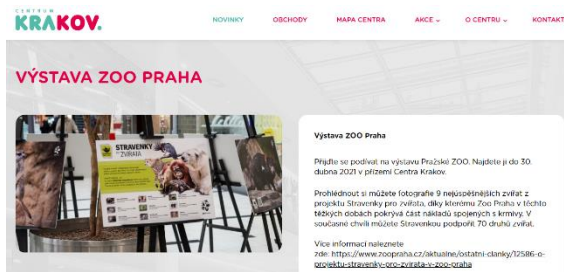 CENTRUM
KRAKOV.
NOVINKY
OBCHODY
MAPA CENTRA
AKCE
O CENTRU
KONTAKT
VÝSTAVA ZOO PRAHA
STRAVENKY
ZVÍŘATA
Výstava ZOO Praha
Přijďte se podívat na výstavu Pražské ZOO. Najdete ji do 30.
dubna 2021 v přízemí Centra Krakov.
Prohlédnout si můžete fotografie 9 nejúspěšnějších zvířat z
projektu Stravenky pro zvířata, díky kterému Zoo Praha v těchto
těžkých dobách pokrývá část nákladů spojených s krmivy. V
současné chvíli můžete Stravenkou podpořit 70 druhů zvířat.
Více informací naleznete
zde: https://www.zoopraha.cz/aktualne/ostatni-clanky/12586-o-
projektu-stravenky-pro-zvirata-v-zoo-praha